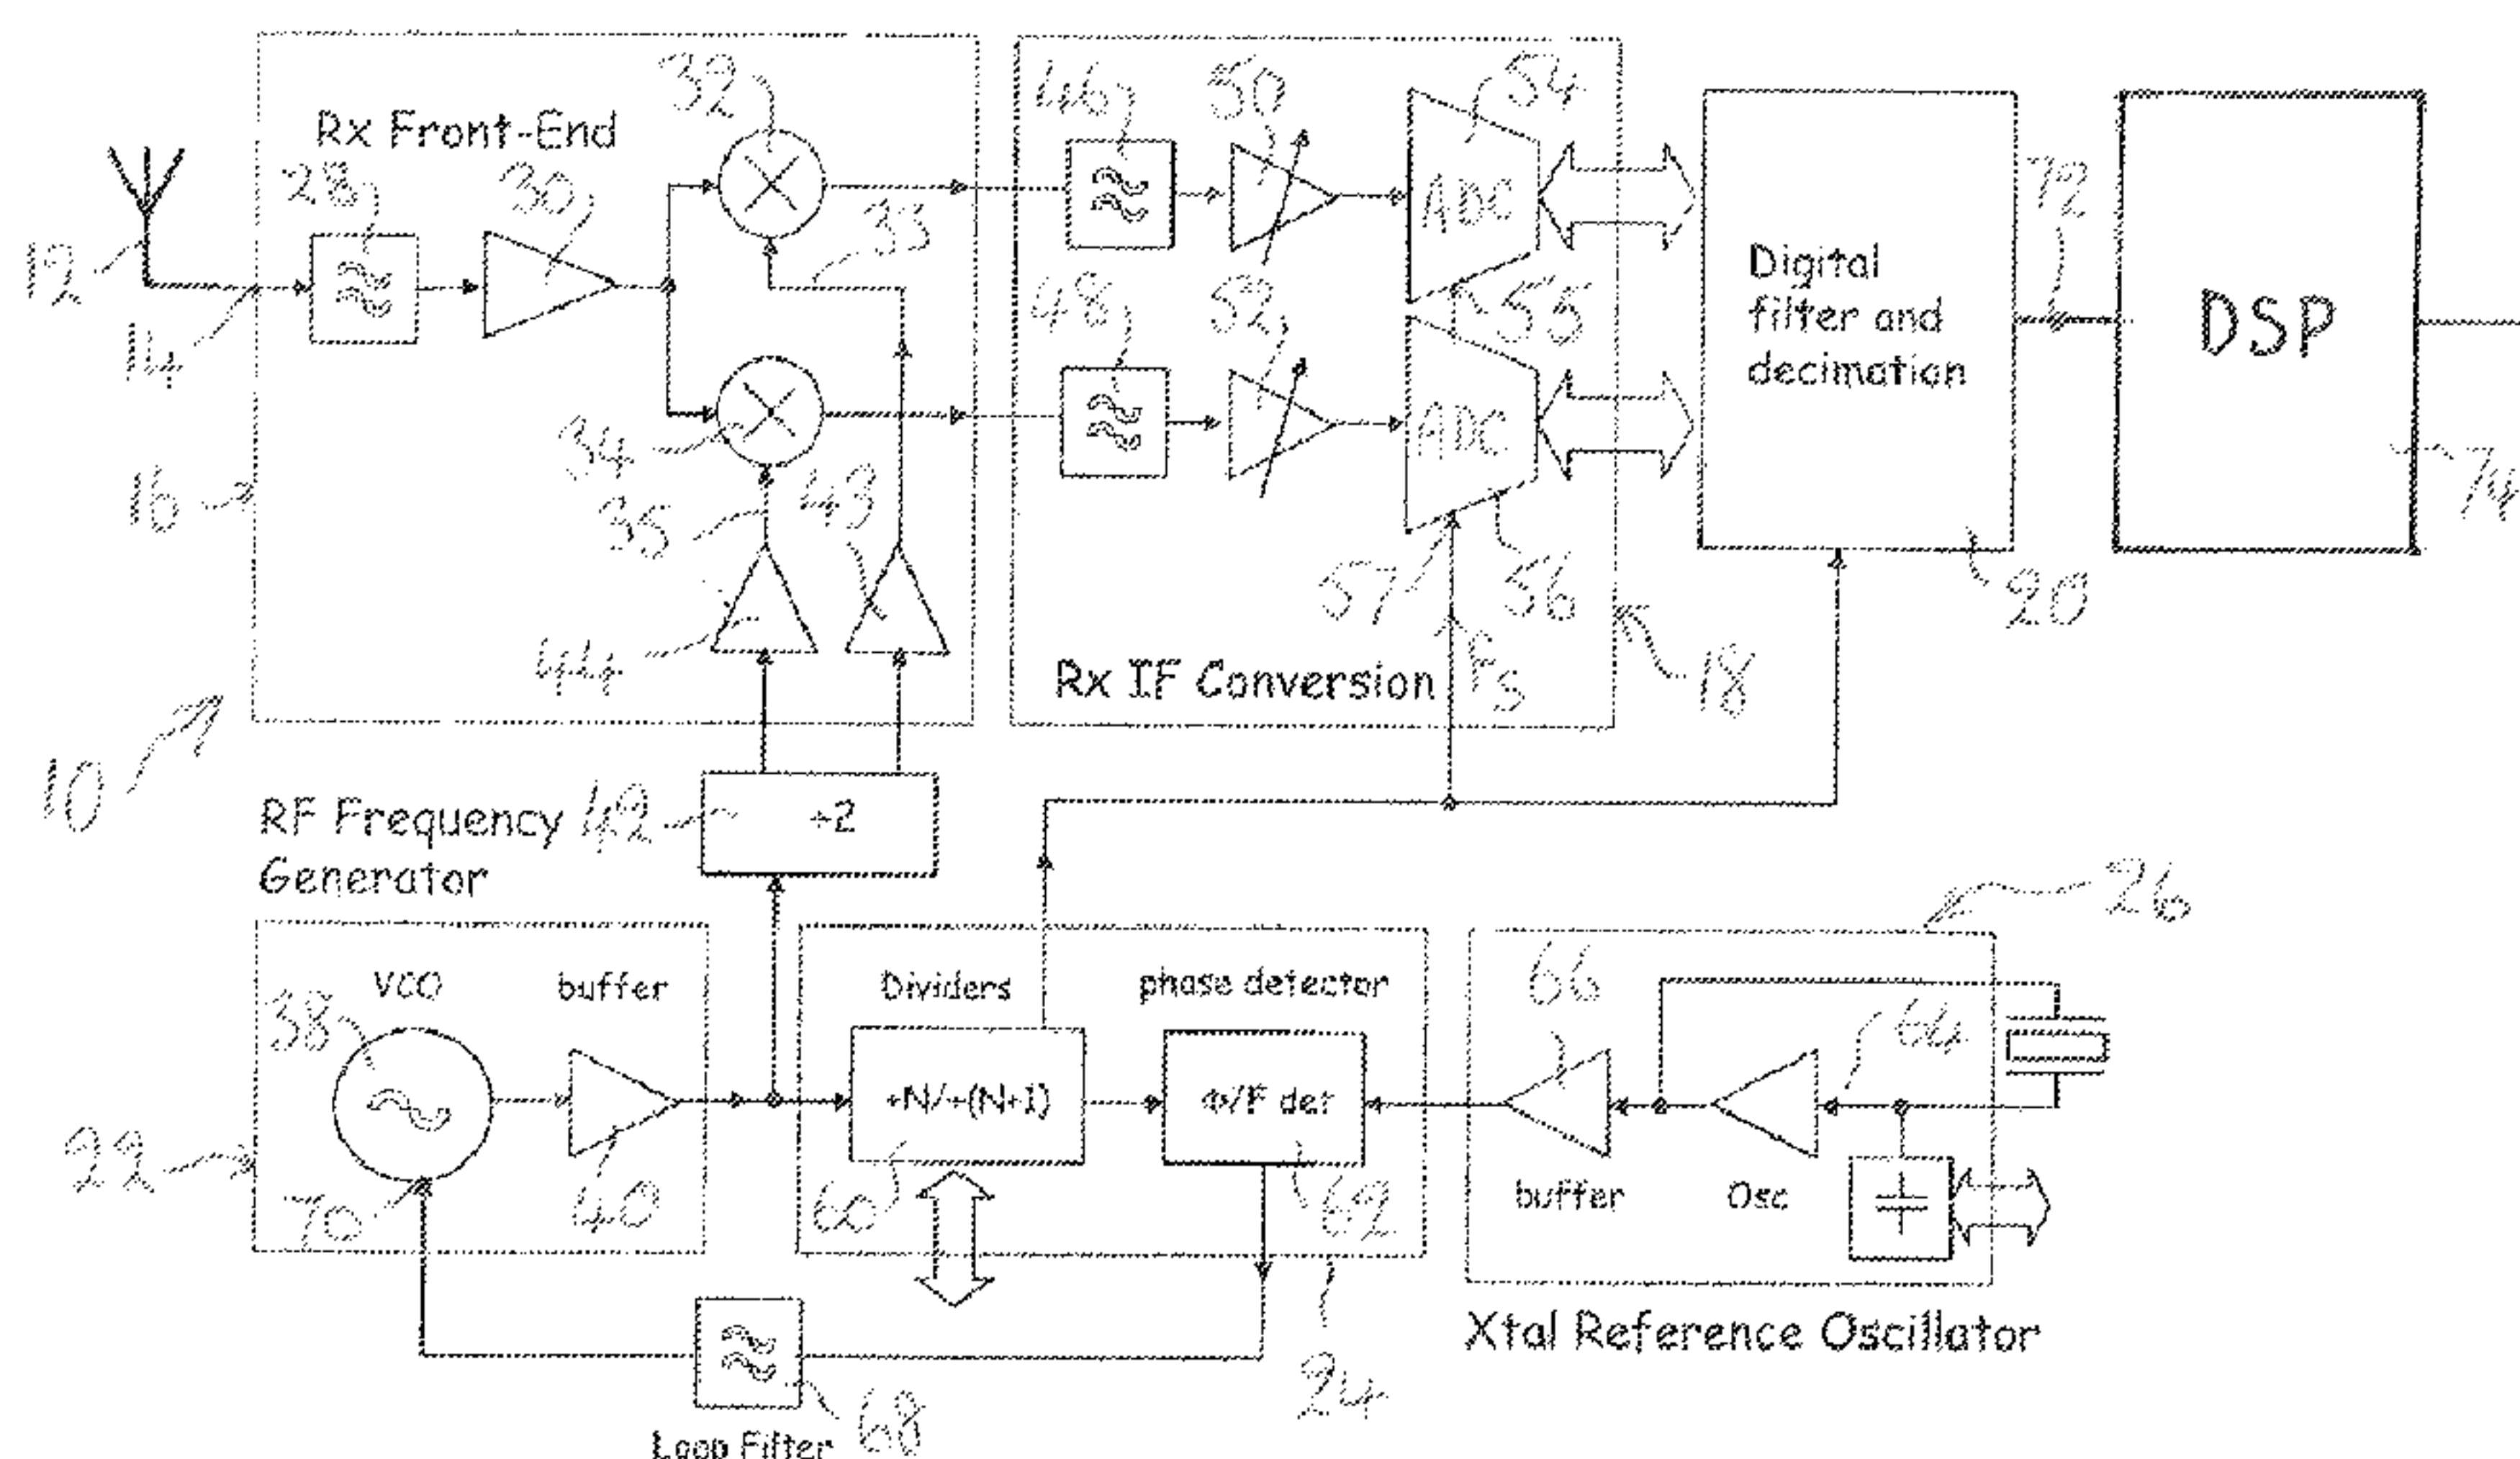 32
46
50
54
Rx Front-End
28
30
33
ADC
72
12
14
48
52
55
Digital
filter and
decimation
DSP
34
ADC
16
35
43
74
57
56
20
44
Rx IF Conversion
Fs
18
10
RF Frequency
Generator
42
÷2
26
VCO
buffer
Dividers
phase detector
66
38
64
÷N/÷(N+1)
Φ/F det
22
70
40
60
62
buffer
Osc
Xtal Reference Oscillator
24
68
Loop Filter